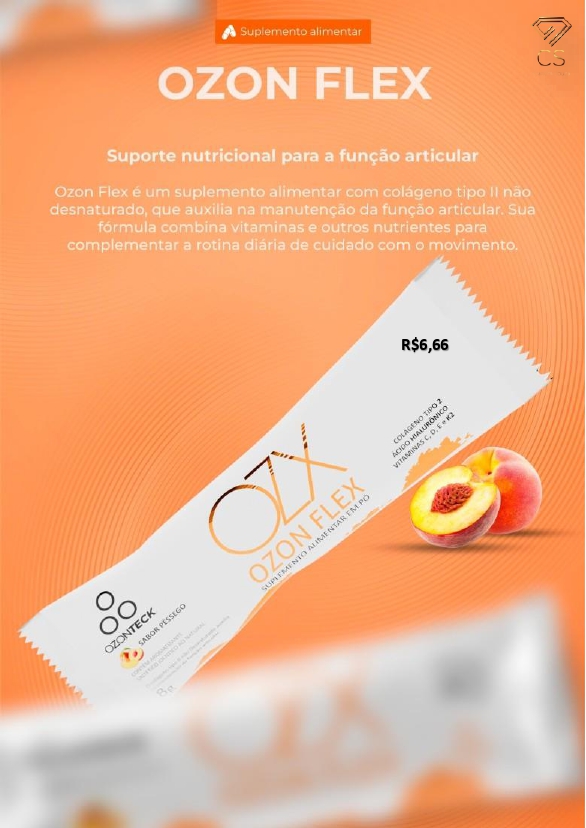 Suplemento alimentar
CS
OZON FLEX
Suporte nutricional para a função articular
Ozon Flex é um suplemento alimentar com colágeno tipo II não
desnaturado, que auxilia na manutenção da função articular. Sua
fórmula combina vitaminas e outros nutrientes para
complementar a rotina diária de cuidado com o movimento.
R$6,66
COLÁGENO TIPO 2
ÁCIDO HIALURÔNICO
VITAMINAS C, D, E e K2
OZX
OZON FLEX
SUPLEMENTO ALIMENTAR EM PÓ
OZONTECK
SABOR PÊSSEGO
8g
OZX